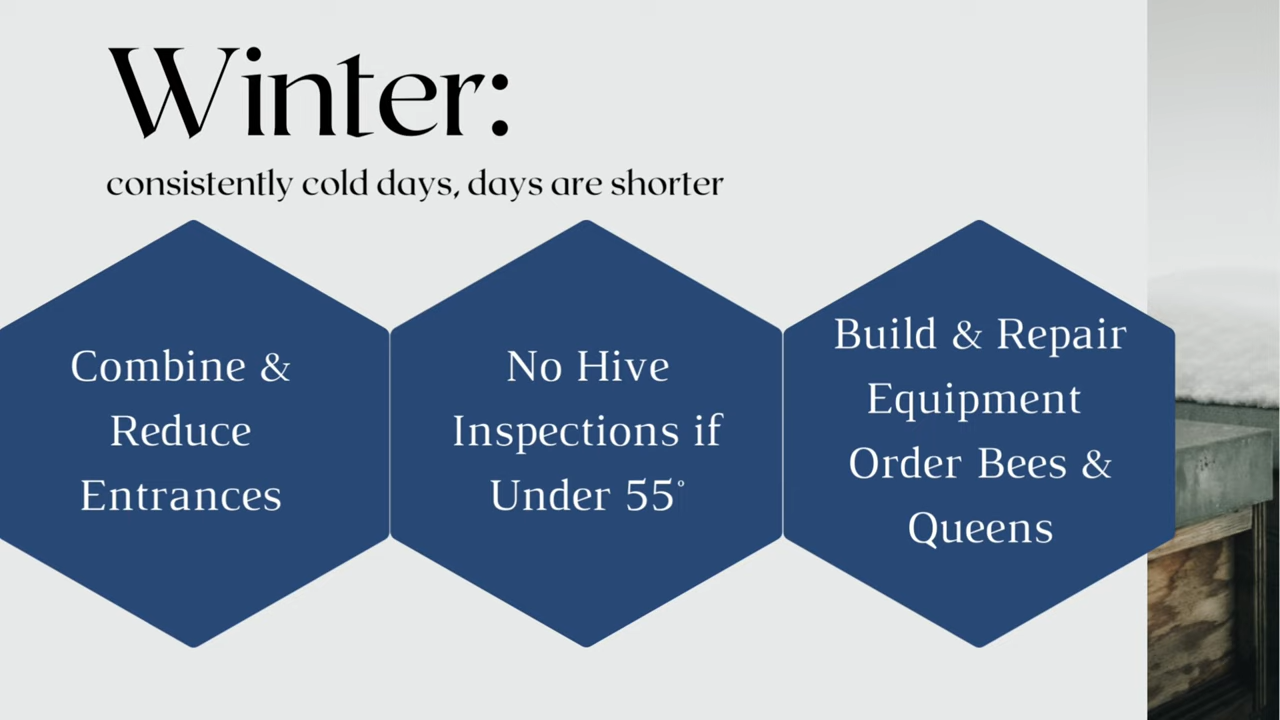 Winter:
consistently cold days, days are shorter
Combine &
Reduce
Entrances
No Hive
Inspections if
Under 55°
Build & Repair
Equipment
Order Bees &
Queens